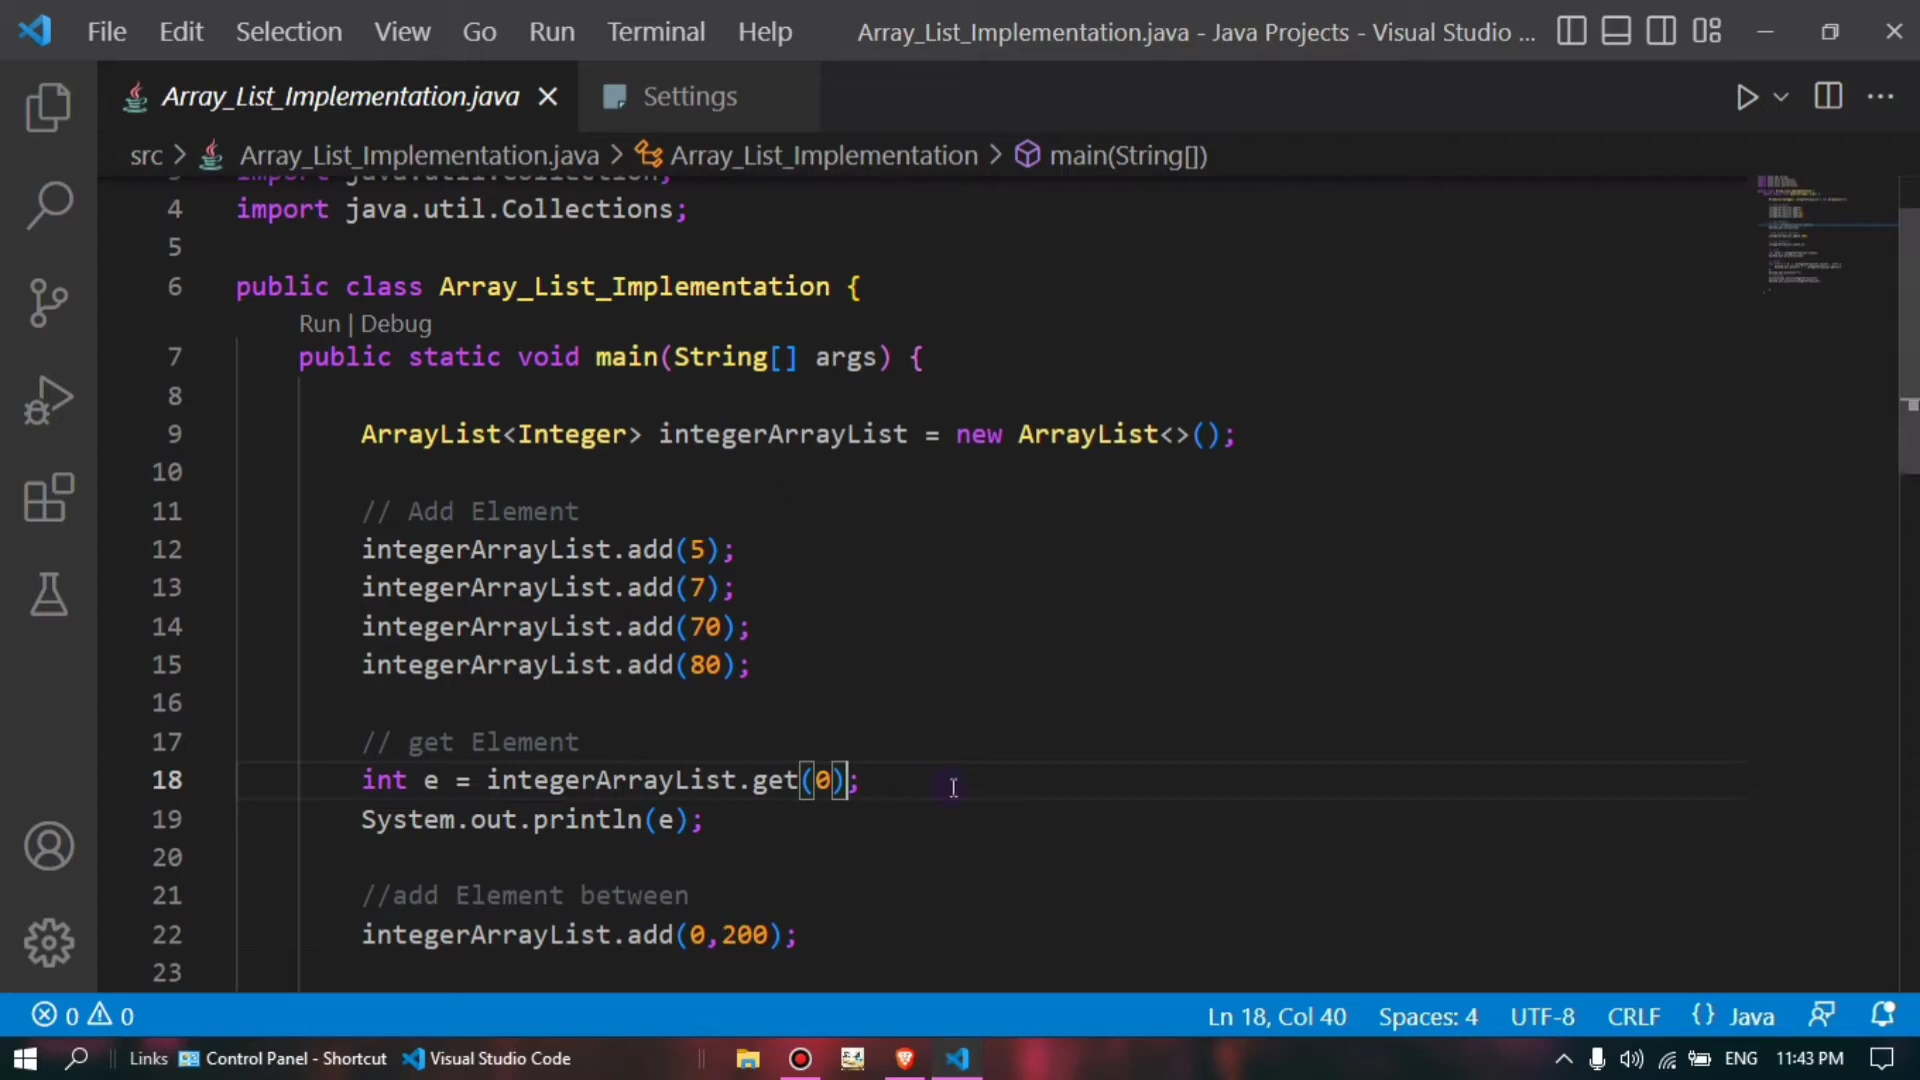 File Edit Selection View Go Run Terminal Help Array_List_Implementation.java - Java Projects - Visual Studio ...
Array_List_Implementation.java Settings
src > Array_List_Implementation.java > Array_List_Implementation > main(String[])
3 import java.util.Collection;
4 import java.util.Collections;
5
6 public class Array_List_Implementation {
Run | Debug
7 public static void main(String[] args) {
8
9 ArrayList<Integer> integerArrayList = new ArrayList<>();
10
11 // Add Element
12 integerArrayList.add(5);
13 integerArrayList.add(7);
14 integerArrayList.add(70);
15 integerArrayList.add(80);
16
17 // get Element
18 int e = integerArrayList.get(0);
19 System.out.println(e);
20
21 //add Element between
22 integerArrayList.add(0,200);
23
0 0 Ln 18, Col 40 Spaces: 4 UTF-8 CRLF {} Java
Links Control Panel - Shortcut Visual Studio Code ENG 11:43 PM